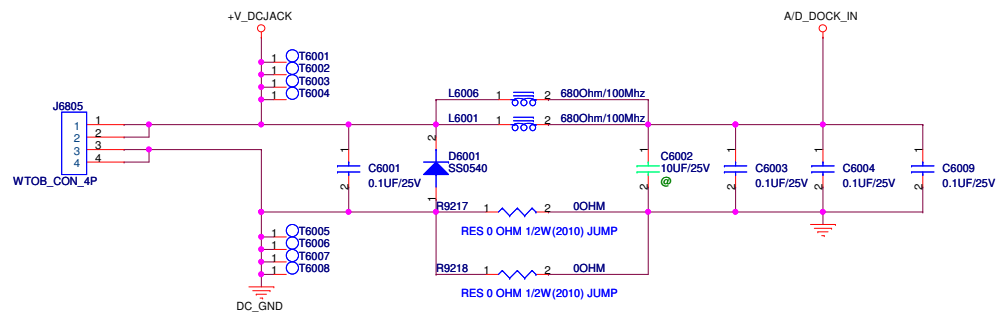 +V_DCJACK
A/D_DOCK_IN
1 T6001
1 T6002
1 T6003
1 T6004
J6805
1 1
2 2
3 3
4 4
WTOB_CON_4P
L6006 1 2 680Ohm/100Mhz
L6001 1 2 680Ohm/100Mhz
1 2 C6001
0.1UF/25V
2 1 D6001
SS0540
1 2 C6002
10UF/25V
@
1 2 C6003
0.1UF/25V
1 2 C6004
0.1UF/25V
1 2 C6009
0.1UF/25V
R9217 1 2 0OHM
RES 0 OHM 1/2W(2010) JUMP
1 T6005
1 T6006
1 T6007
1 T6008
R9218 1 2 0OHM
RES 0 OHM 1/2W(2010) JUMP
DC_GND